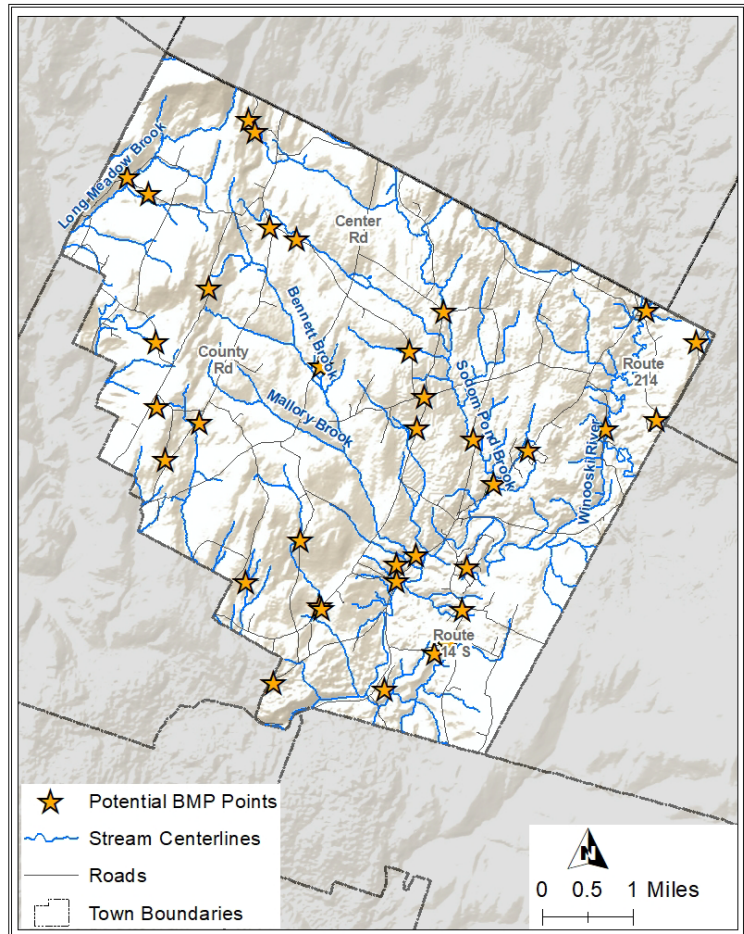 Long Meadow Brook
Center
Rd
Bennett Brook
County
Rd
Mallory Brook
Sodom Pond Brook
Route
214
Winooski River
Route
14 S
Potential BMP Points
Stream Centerlines
Roads
Town Boundaries
N
0 0.5 1 Miles